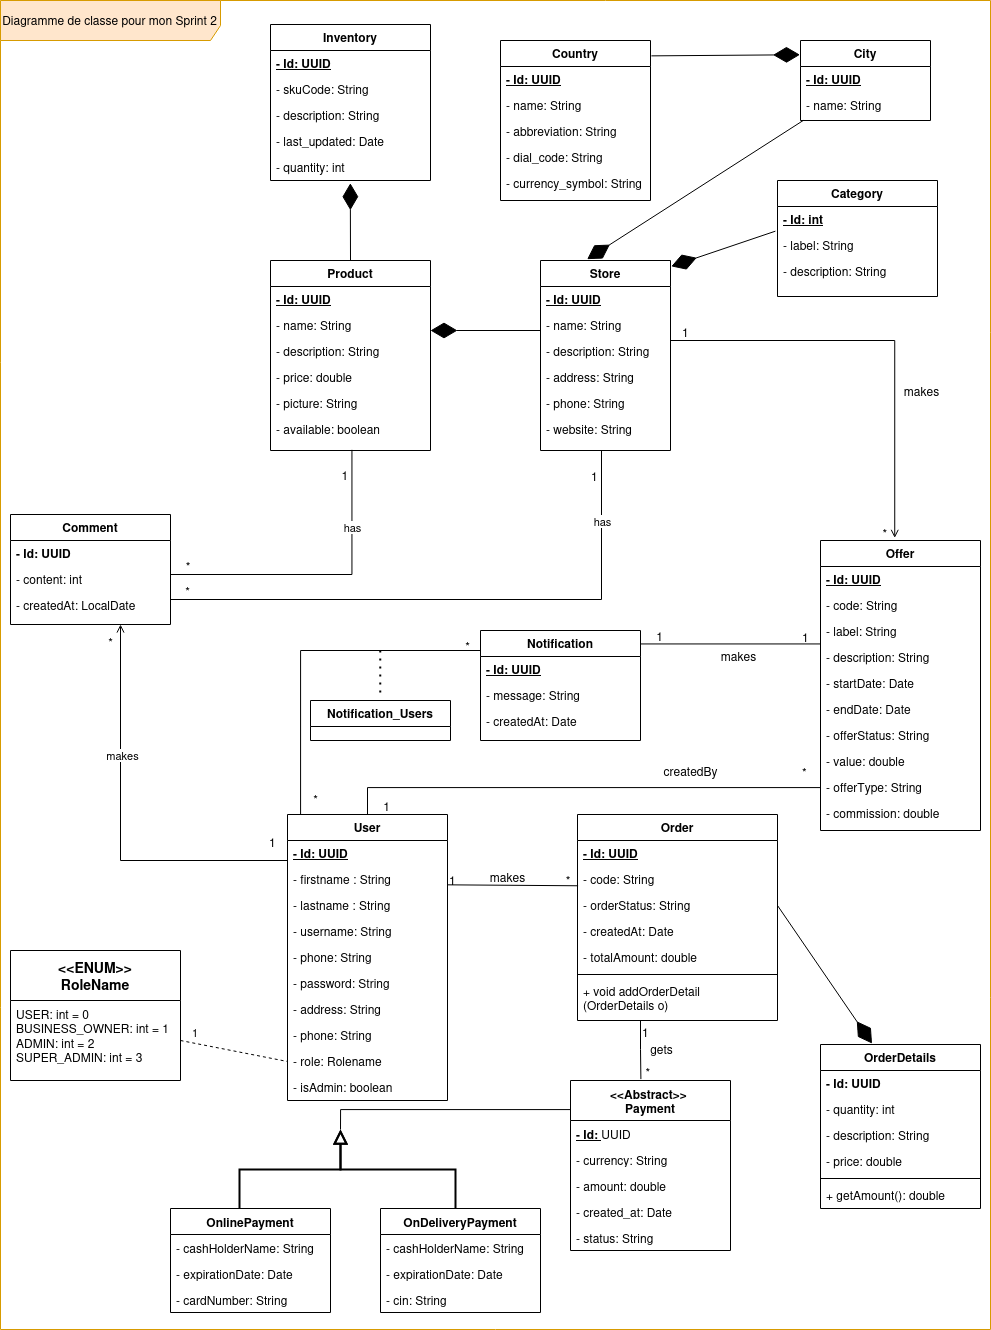 Diagramme de classe pour mon Sprint 2
Inventory
- Id: UUID
- skuCode: String
- description: String
- last_updated: Date
- quantity: int
Country
- Id: UUID
- name: String
- abbreviation: String
- dial_code: String
- currency_symbol: String
City
- Id: UUID
- name: String
Category
- Id: int
- label: String
- description: String
Product
- Id: UUID
- name: String
- description: String
- price: double
- picture: String
- available: boolean
Store
- Id: UUID
- name: String
- description: String
- address: String
- phone: String
- website: String
1
makes
*
1
has
*
1
has
*
Comment
- Id: UUID
- content: int
- createdAt: LocalDate
*
makes
1
Offer
- Id: UUID
- code: String
- label: String
- description: String
- startDate: Date
- endDate: Date
- offerStatus: String
- value: double
- offerType: String
- commission: double
Notification
- Id: UUID
- message: String
- createdAt: Date
1
makes
1
*
Notification_Users
*
createdBy
*
1
User
- Id: UUID
- firstname : String
- lastname : String
- username: String
- phone: String
- password: String
- address: String
- phone: String
- role: Rolename
- isAdmin: boolean
1
makes
*
Order
- Id: UUID
- code: String
- orderStatus: String
- createdAt: Date
- totalAmount: double
+ void addOrderDetail
(OrderDetails o)
<<ENUM>>
RoleName
USER: int = 0
BUSINESS_OWNER: int = 1
ADMIN: int = 2
SUPER_ADMIN: int = 3
1
1
gets
*
OrderDetails
- Id: UUID
- quantity: int
- description: String
- price: double
+ getAmount(): double
<<Abstract>>
Payment
- Id: UUID
- currency: String
- amount: double
- created_at: Date
- status: String
OnlinePayment
- cashHolderName: String
- expirationDate: Date
- cardNumber: String
OnDeliveryPayment
- cashHolderName: String
- expirationDate: Date
- cin: String